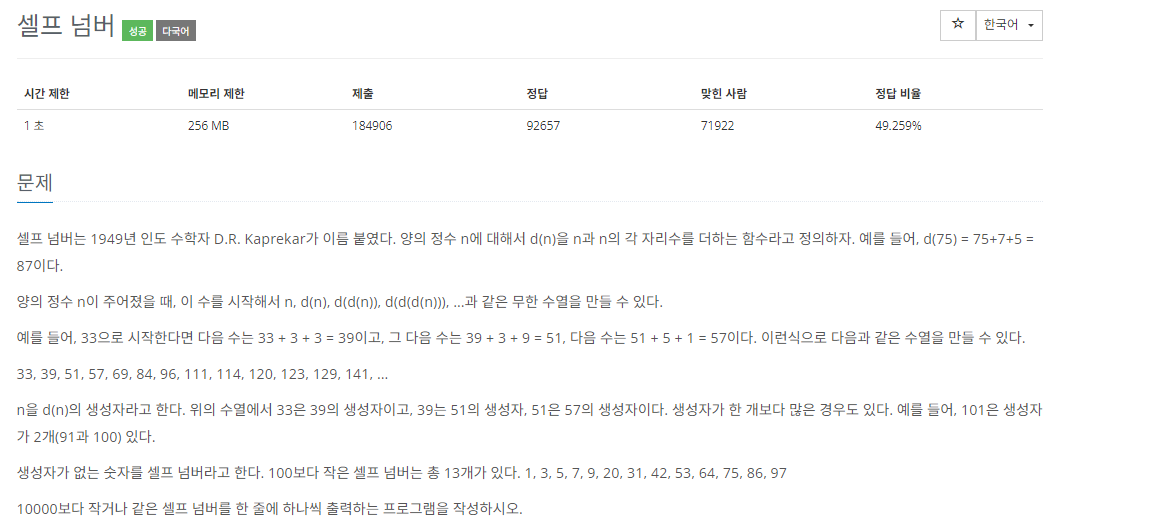 셀프 넘버 성공 다국어
☆ 한국어
시간 제한 메모리 제한 제출 정답 맞힌 사람 정답 비율
1 초 256 MB 184906 92657 71922 49.259%
문제
셀프 넘버는 1949년 인도 수학자 D.R. Kaprekar가 이름 붙였다. 양의 정수 n에 대해서 d(n)을 n과 n의 각 자리수를 더하는 함수라고 정의하자. 예를 들어, d(75) = 75+7+5 =
87이다.
양의 정수 n이 주어졌을 때, 이 수를 시작해서 n, d(n), d(d(n)), d(d(d(n))), ...과 같은 무한 수열을 만들 수 있다.
예를 들어, 33으로 시작한다면 다음 수는 33 + 3 + 3 = 39이고, 그 다음 수는 39 + 3 + 9 = 51, 다음 수는 51 + 5 + 1 = 57이다. 이런식으로 다음과 같은 수열을 만들 수 있다.
33, 39, 51, 57, 69, 84, 96, 111, 114, 120, 123, 129, 141, ...
n을 d(n)의 생성자라고 한다. 위의 수열에서 33은 39의 생성자이고, 39는 51의 생성자, 51은 57의 생성자이다. 생성자가 한 개보다 많은 경우도 있다. 예를 들어, 101은 생성자
가 2개(91과 100) 있다.
생성자가 없는 숫자를 셀프 넘버라고 한다. 100보다 작은 셀프 넘버는 총 13개가 있다. 1, 3, 5, 7, 9, 20, 31, 42, 53, 64, 75, 86, 97
10000보다 작거나 같은 셀프 넘버를 한 줄에 하나씩 출력하는 프로그램을 작성하시오.